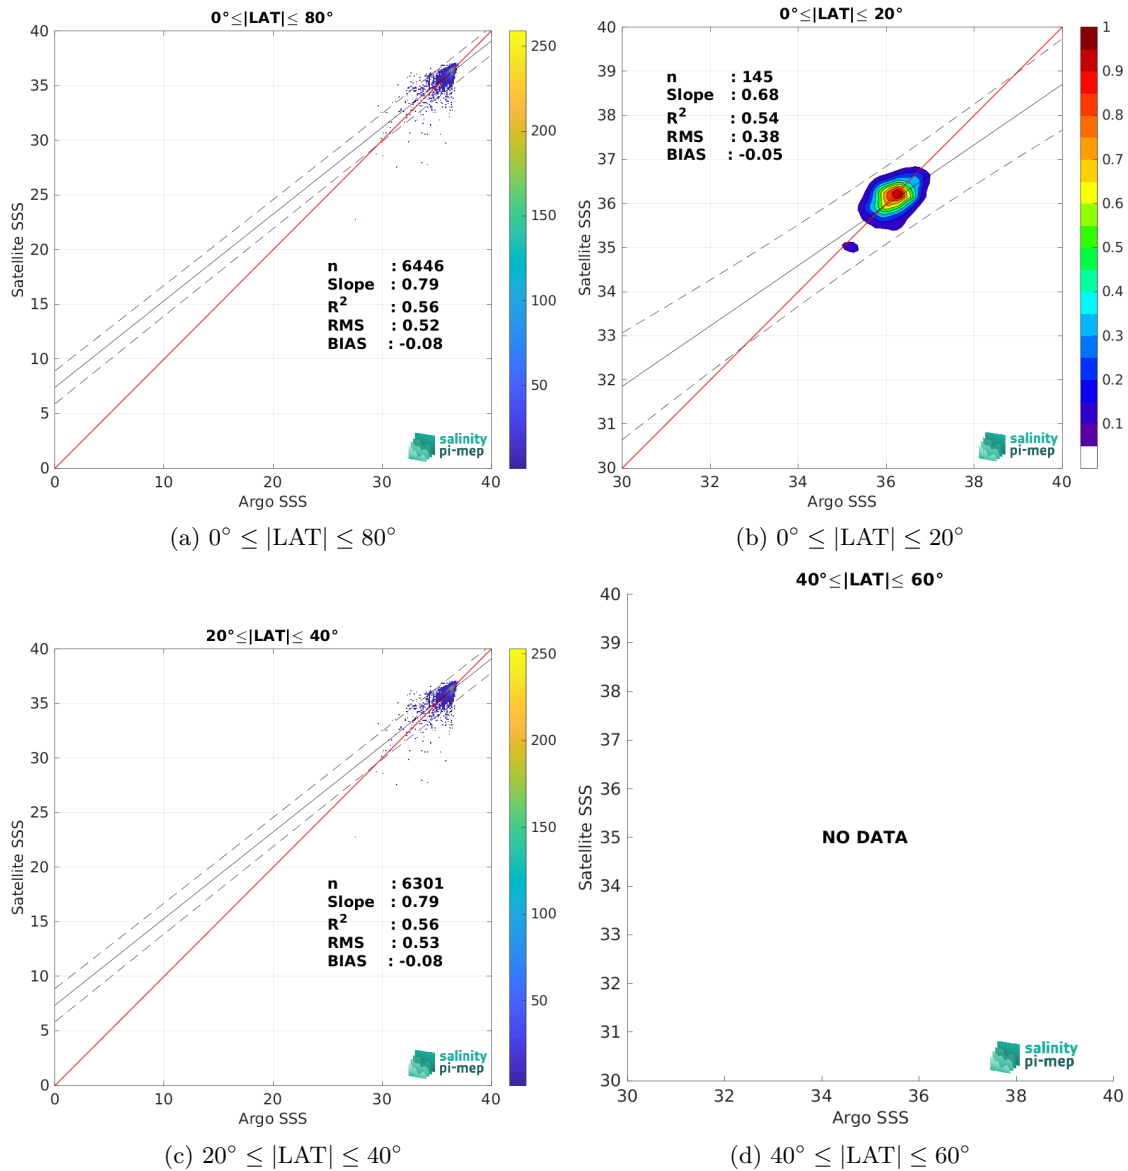 0°≤|LAT|≤ 80°
40
35
30
25
20
15
10
5
0
0
10
20
30
40
Satellite SSS
Argo SSS
n : 6446
Slope : 0.79
R² : 0.56
RMS : 0.52
BIAS : -0.08
250
200
150
100
50
salinity
pi-mep
(a) 0° ≤ |LAT| ≤ 80°
0°≤|LAT|≤ 20°
40
39
38
37
36
35
34
33
32
31
30
30
32
34
36
38
40
Satellite SSS
Argo SSS
n : 145
Slope : 0.68
R² : 0.54
RMS : 0.38
BIAS : -0.05
1
0.9
0.8
0.7
0.6
0.5
0.4
0.3
0.2
0.1
salinity
pi-mep
(b) 0° ≤ |LAT| ≤ 20°
20°≤|LAT|≤ 40°
40
35
30
25
20
15
10
5
0
0
10
20
30
40
Satellite SSS
Argo SSS
n : 6301
Slope : 0.79
R² : 0.56
RMS : 0.53
BIAS : -0.08
250
200
150
100
50
salinity
pi-mep
(c) 20° ≤ |LAT| ≤ 40°
40°≤|LAT|≤ 60°
40
39
38
37
36
35
34
33
32
31
30
30
32
34
36
38
40
Satellite SSS
Argo SSS
NO DATA
salinity
pi-mep
(d) 40° ≤ |LAT| ≤ 60°